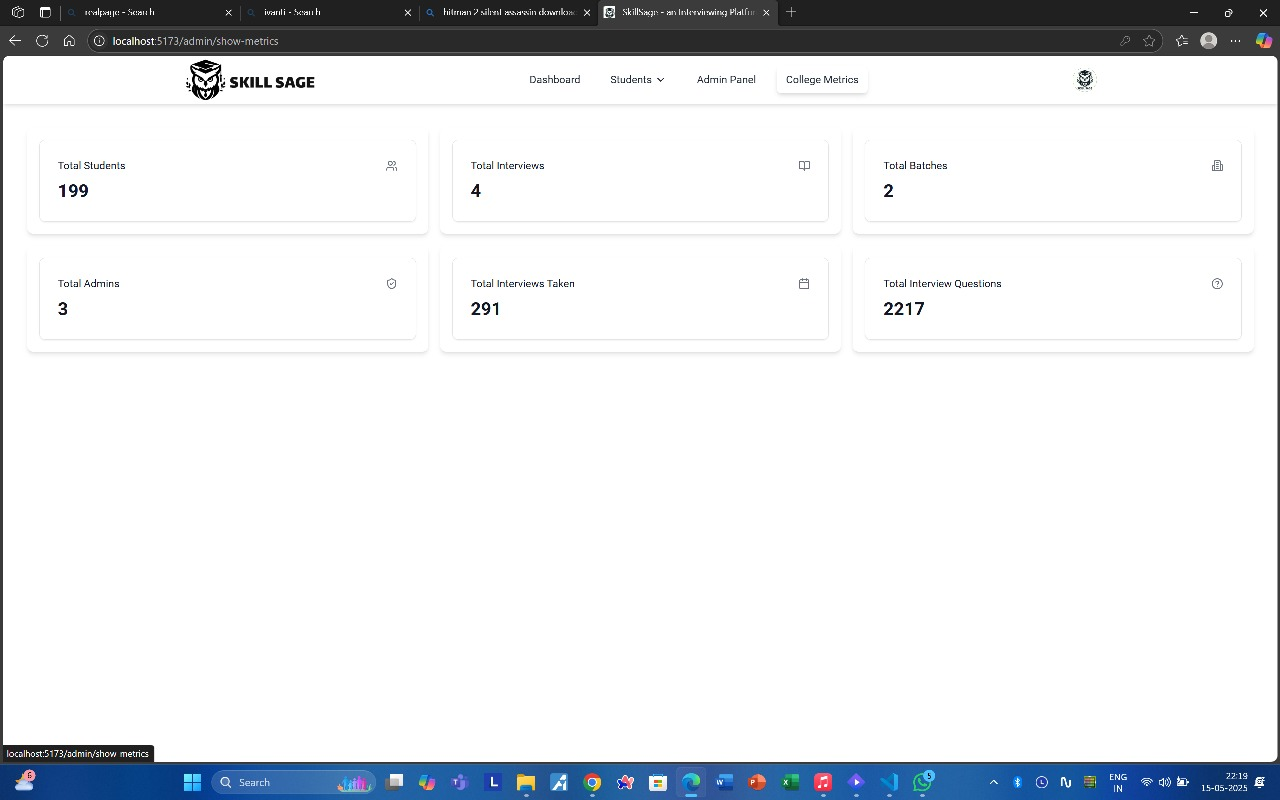 realpage - Search
ivanti - Search
hitman 2 silent assassin downloa
SkillSage - an Interviewing Platfor
localhost:5173/admin/show-metrics
SKILL SAGE
Dashboard
Students
Admin Panel
College Metrics
Total Students
199
Total Interviews
4
Total Batches
2
Total Admins
3
Total Interviews Taken
291
Total Interview Questions
2217
localhost:5173/admin/show-metrics
6
Search
L
5
ENG
IN
22:19
15-05-2025